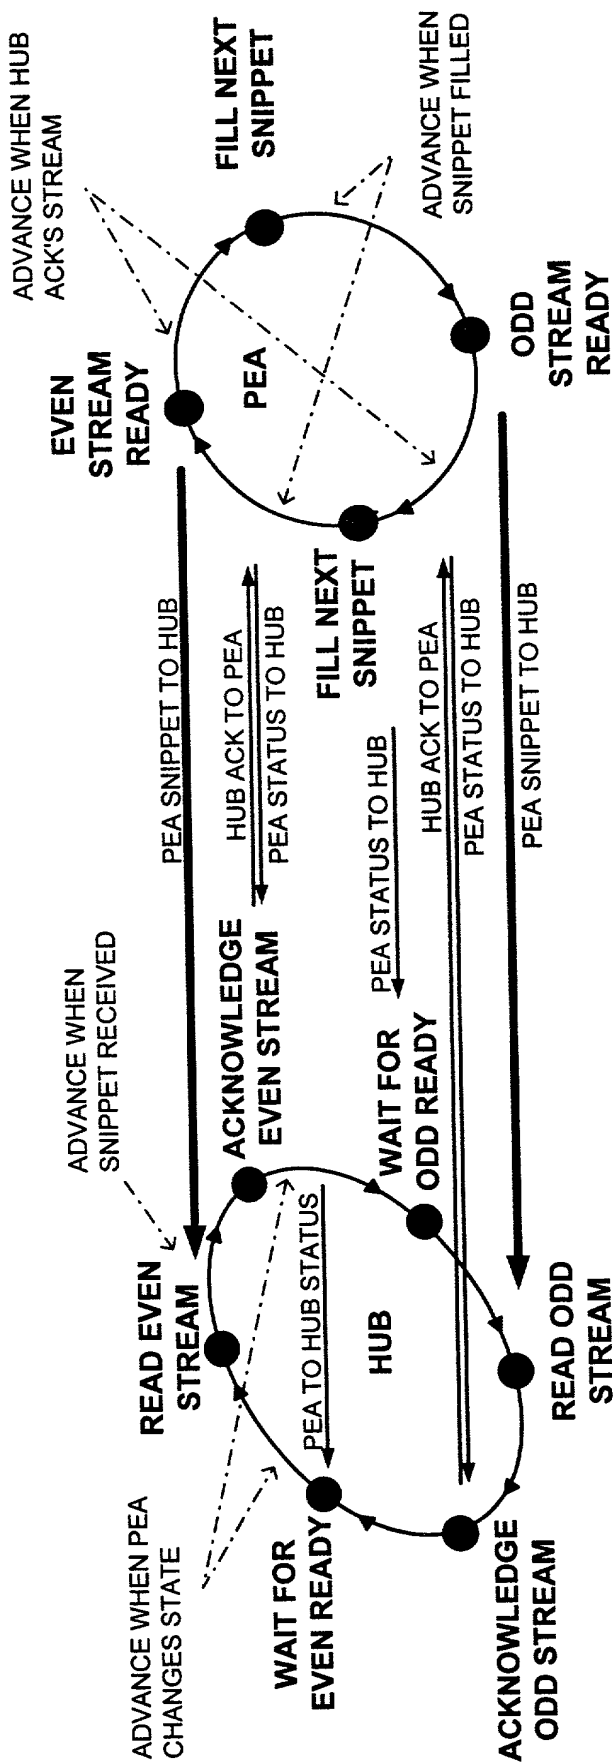 ADVANCE WHEN PEA
CHANGES STATE
WAIT FOR
EVEN READY
ACKNOWLEDGE
ODD STREAM
READ EVEN
STREAM
PEA TO HUB STATUS
HUB
READ ODD
STREAM
ADVANCE WHEN
SNIPPET RECEIVED
ACKNOWLEDGE
EVEN STREAM
WAIT FOR
ODD READY
PEA SNIPPET TO HUB
HUB ACK TO PEA
PEA STATUS TO HUB
PEA STATUS TO HUB
HUB ACK TO PEA
PEA STATUS TO HUB
PEA SNIPPET TO HUB
EVEN
STREAM
READY
PEA
FILL NEXT
SNIPPET
ODD
STREAM
READY
ADVANCE WHEN HUB
ACK'S STREAM
FILL NEXT
SNIPPET
ADVANCE WHEN
SNIPPET FILLED